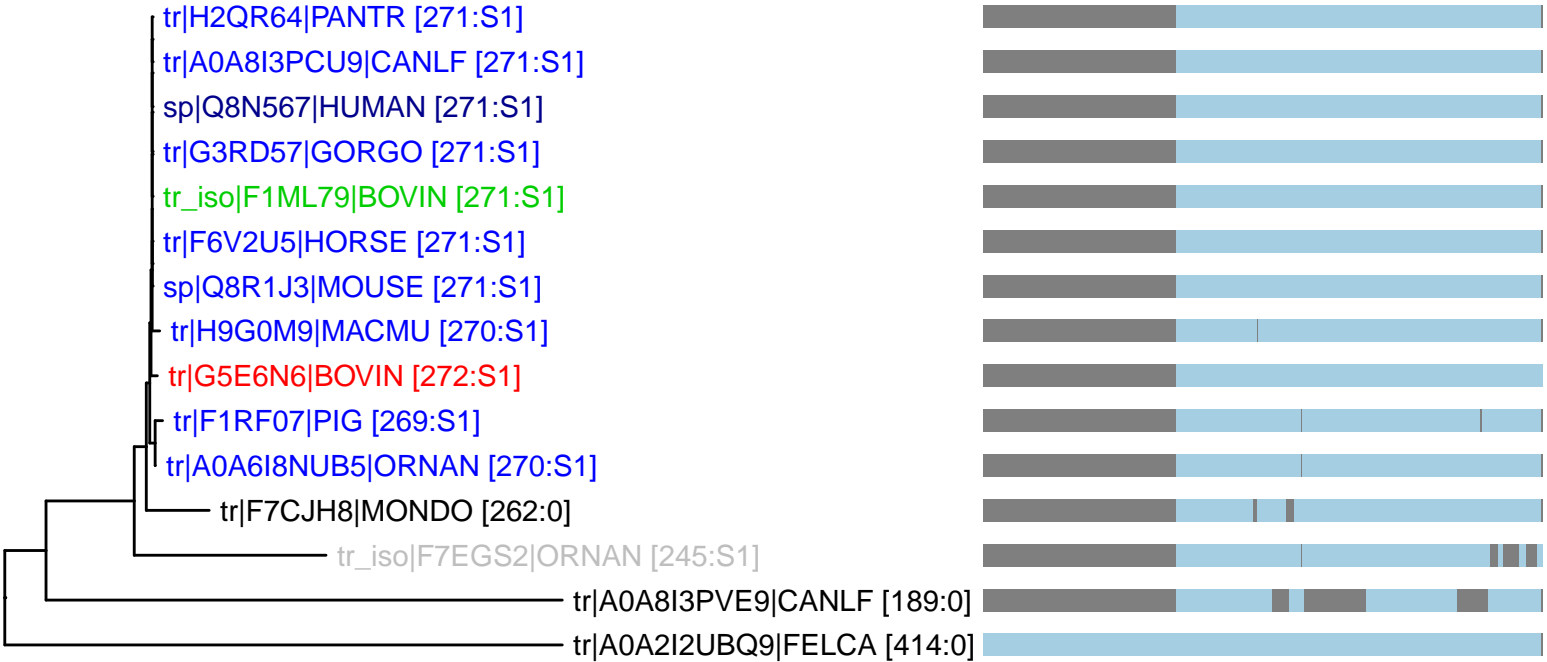 tr|H2QR64|PANTR [271:S1]
tr|A0A8I3PCU9|CANLF [271:S1]
sp|Q8N567|HUMAN [271:S1]
tr|G3RD57|GORGO [271:S1]
tr_iso|F1ML79|BOVIN [271:S1]
tr|F6V2U5|HORSE [271:S1]
sp|Q8R1J3|MOUSE [271:S1]
tr|H9G0M9|MACMU [270:S1]
tr|G5E6N6|BOVIN [272:S1]
tr|F1RF07|PIG [269:S1]
tr|A0A6I8NUB5|ORNAN [270:S1]
tr|F7CJH8|MONDO [262:0]
tr_iso|F7EGS2|ORNAN [245:S1]
tr|A0A8I3PVE9|CANLF [189:0]
tr|A0A2I2UBQ9|FELCA [414:0]